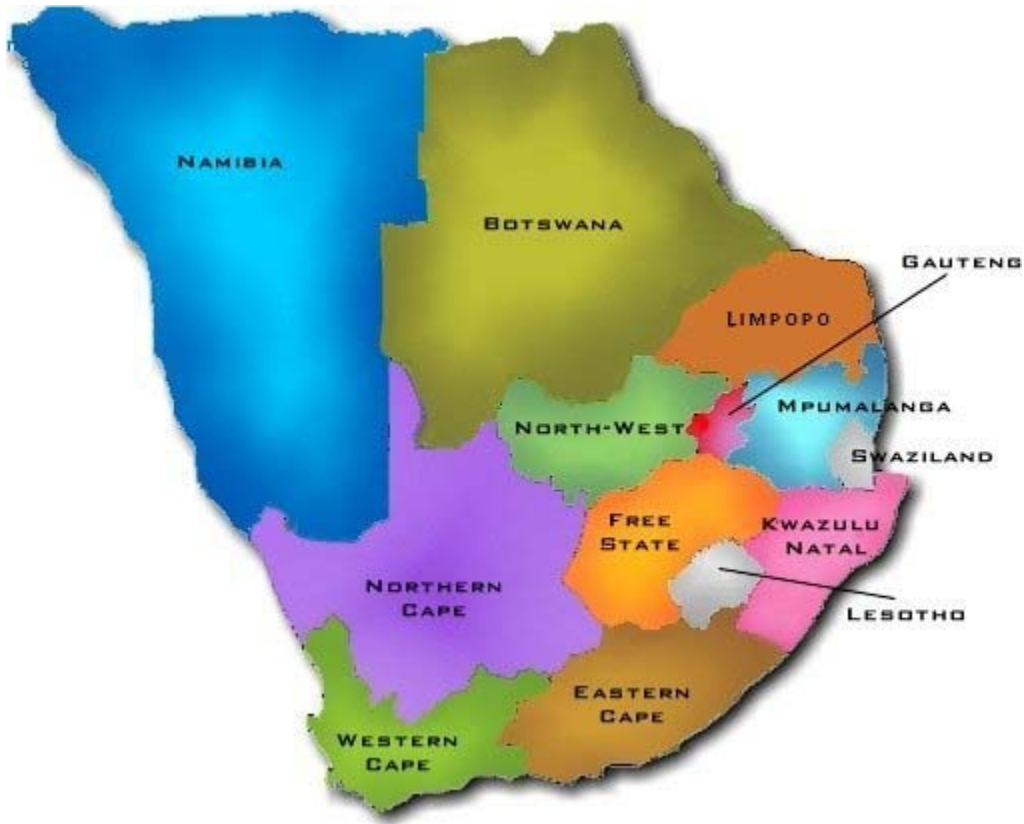 NAMIBIA
BOTSWANA
GAUTENG
LIMPOPO
MPUMALANGA
NORTH-WEST
SWAZILAND
FREE
STATE
KWAZULU
NATAL
NORTHERN
CAPE
LESOTHO
EASTERN
CAPE
WESTERN
CAPE